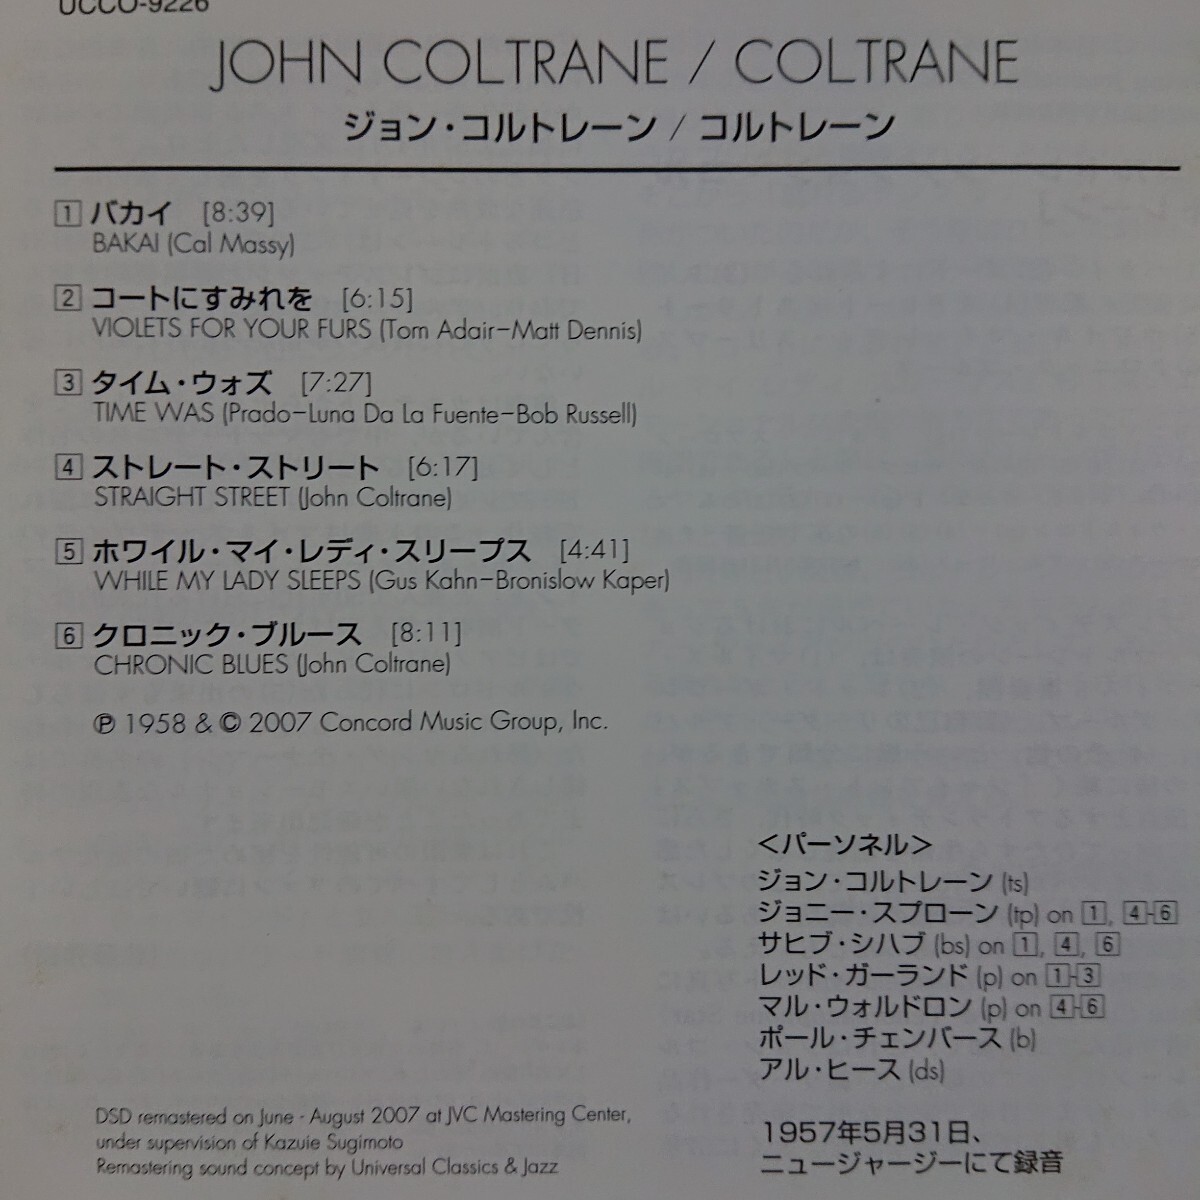 UCCO-9226
JOHN COLTRANE / COLTRANE
ジョン・コルトレーン / コルトレーン
1 バカイ [8:39]
BAKAI (Cal Massy)
2 コートにすみれを [6:15]
VIOLETS FOR YOUR FURS (Tom Adair–Matt Dennis)
3 タイム・ウォズ [7:27]
TIME WAS (Prado–Luna Da La Fuente–Bob Russell)
4 ストレート・ストリート [6:17]
STRAIGHT STREET (John Coltrane)
5 ホワイル・マイ・レディ・スリープス [4:41]
WHILE MY LADY SLEEPS (Gus Kahn–Bronislow Kaper)
6 クロニック・ブルース [8:11]
CHRONIC BLUES (John Coltrane)
℗ 1958 & © 2007 Concord Music Group, Inc.
<パーソネル>
ジョン・コルトレーン (ts)
ジョニー・スプローン (tp) on 1, 4-6
サヒブ・シハブ (bs) on 1, 4, 6
レッド・ガーランド (p) on 1-3
マル・ウォルドロン (p) on 4-6
ポール・チェンバース (b)
アル・ヒース (ds)
1957年5月31日、
ニュージャージーにて録音
DSD remastered on June - August 2007 at JVC Mastering Center,
under supervision of Kazuie Sugimoto
Remastering sound concept by Universal Classics & Jazz